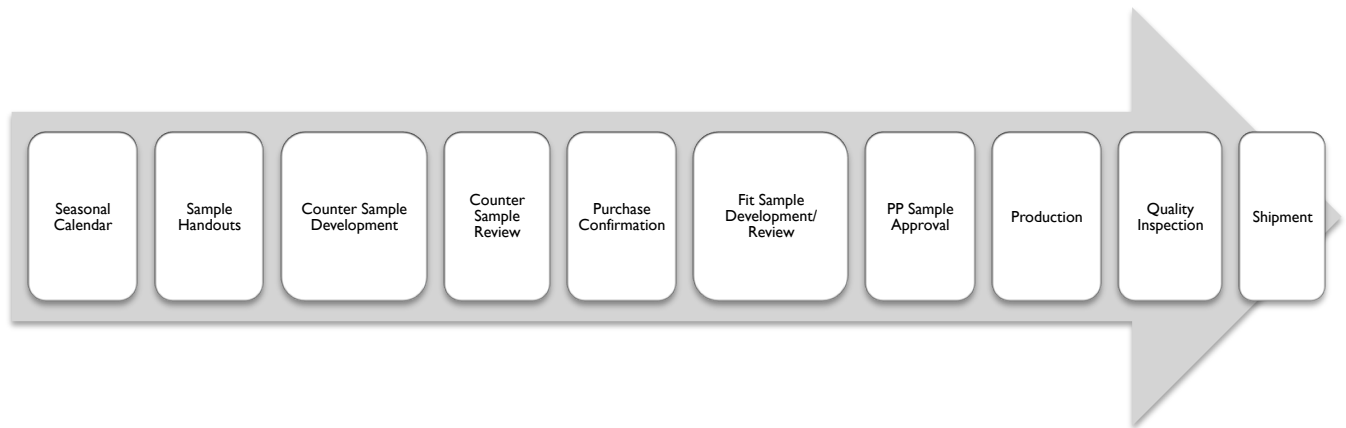 Seasonal
Calendar
Sample
Handouts
Counter Sample
Development
Counter
Sample
Review
Purchase
Confirmation
Fit Sample
Development/
Review
PP Sample
Approval
Production
Quality
Inspection
Shipment